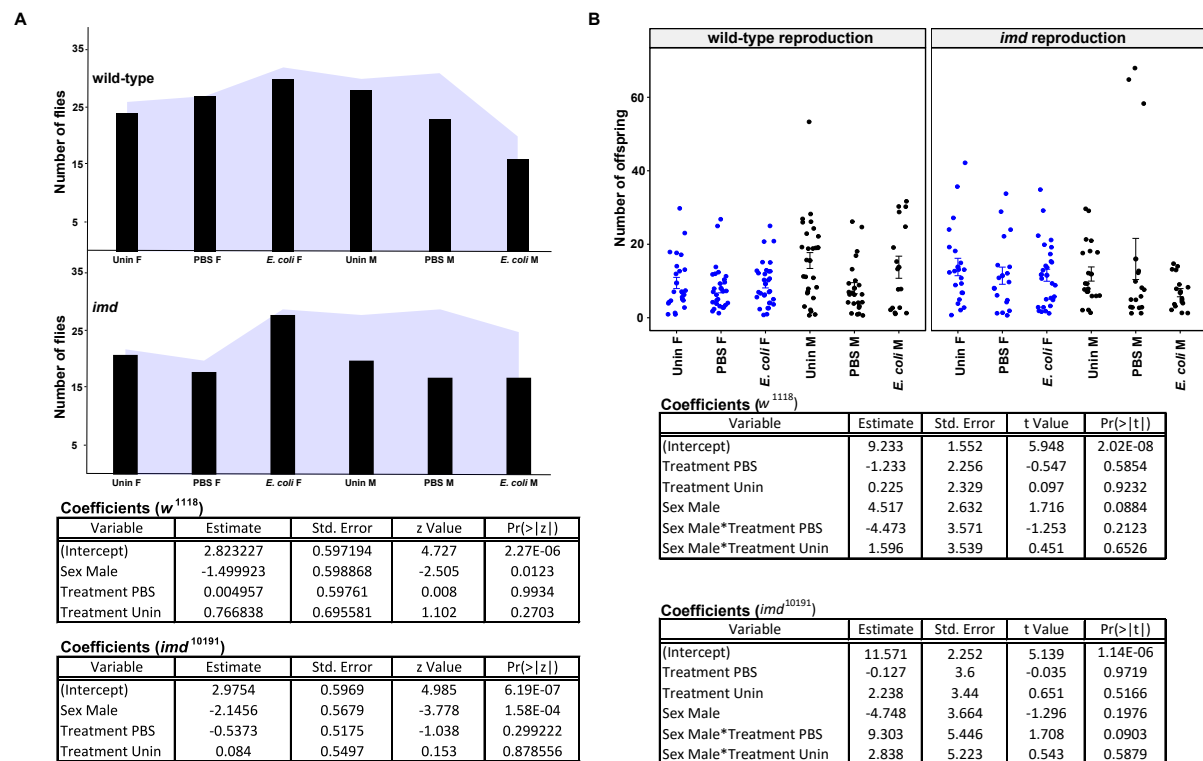 A
35
25
15
5
Number of flies
wild-type
Unin F PBS F E. coli F Unin M PBS M E. coli M
35
25
15
5
Number of flies
imd
Unin F PBS F E. coli F Unin M PBS M E. coli M
Coefficients (w 1118)
Variable Estimate Std. Error z Value Pr(>|z|)
(Intercept) 2.823227 0.597194 4.727 2.27E-06
Sex Male -1.499923 0.598868 -2.505 0.0123
Treatment PBS 0.004957 0.59761 0.008 0.9934
Treatment Unin 0.766838 0.695581 1.102 0.2703
Coefficients (imd 10191)
Variable Estimate Std. Error z Value Pr(>|z|)
(Intercept) 2.9754 0.5969 4.985 6.19E-07
Sex Male -2.1456 0.5679 -3.778 1.58E-04
Treatment PBS -0.5373 0.5175 -1.038 0.299222
Treatment Unin 0.084 0.5497 0.153 0.878556
B
wild-type reproduction imd reproduction
60
40
20
0
Number of offspring
Unin F PBS F E. coli F Unin M PBS M E. coli M Unin F PBS F E. coli F Unin M PBS M E. coli M
Coefficients (w 1118)
Variable Estimate Std. Error t Value Pr(>|t|)
(Intercept) 9.233 1.552 5.948 2.02E-08
Treatment PBS -1.233 2.256 -0.547 0.5854
Treatment Unin 0.225 2.329 0.097 0.9232
Sex Male 4.517 2.632 1.716 0.0884
Sex Male*Treatment PBS -4.473 3.571 -1.253 0.2123
Sex Male*Treatment Unin 1.596 3.539 0.451 0.6526
Coefficients (imd 10191)
Variable Estimate Std. Error t Value Pr(>|t|)
(Intercept) 11.571 2.252 5.139 1.14E-06
Treatment PBS -0.127 3.6 -0.035 0.9719
Treatment Unin 2.238 3.44 0.651 0.5166
Sex Male -4.748 3.664 -1.296 0.1976
Sex Male*Treatment PBS 9.303 5.446 1.708 0.0903
Sex Male*Treatment Unin 2.838 5.223 0.543 0.5879